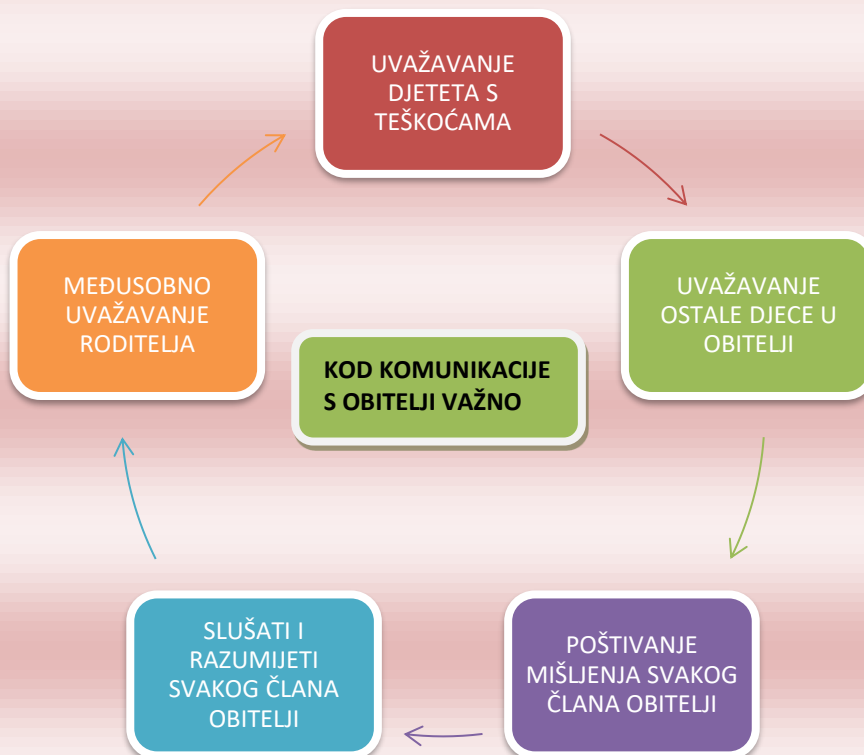 UVAŽAVANJE
DJETETA S
TEŠKOĆAMA
UVAŽAVANJE
OSTALE DJECE U
OBITELJI
POŠTIVANJE
MIŠLJENJA SVAKOG
ČLANA OBITELJI
SLUŠATI I
RAZUMIJETI
SVAKOG ČLANA
OBITELJI
MEĐUSOBNO
UVAŽAVANJE
RODITELJA
KOD KOMUNIKACIJE
S OBITELJI VAŽNO